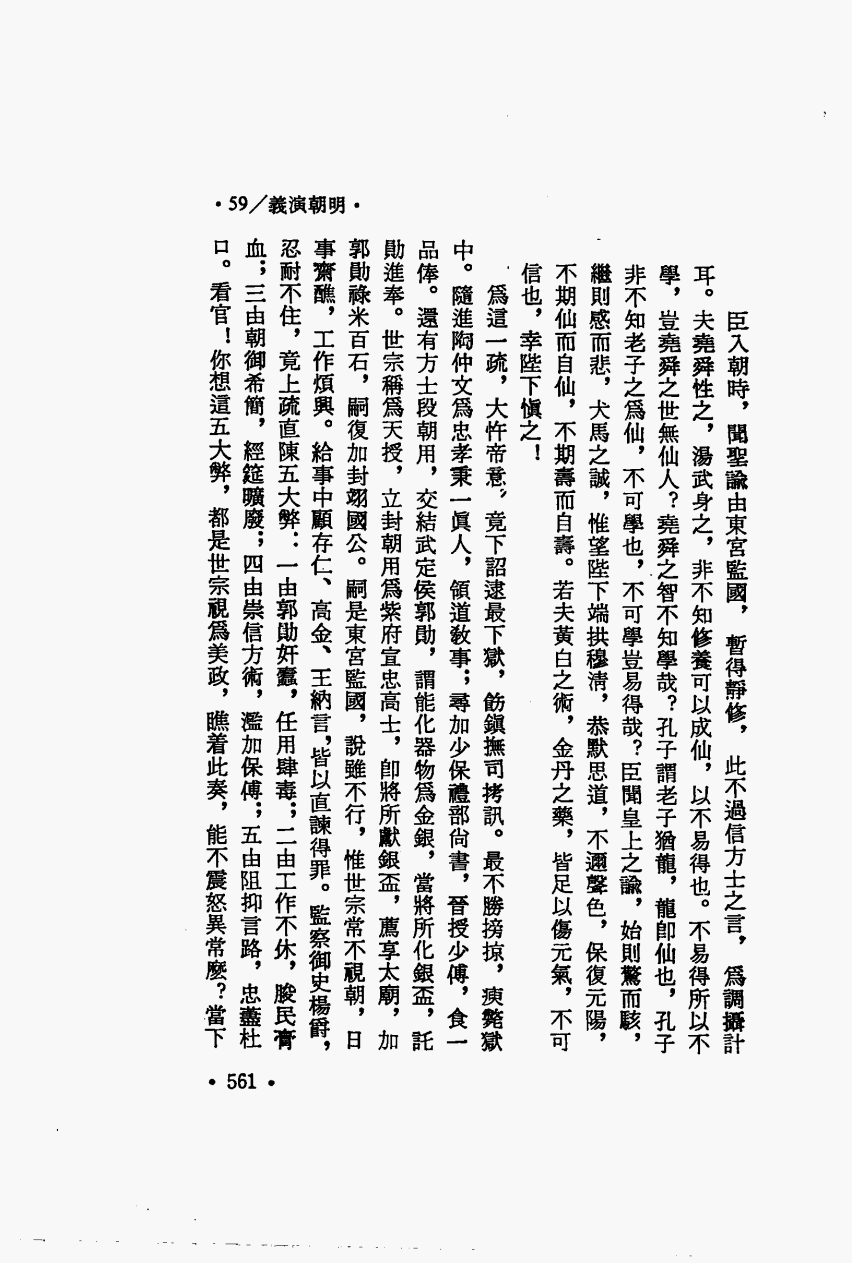 ・59／義演朝明・
臣入朝時，聞聖諭由東宮監國，暫得靜修，此不過信方士之言，爲調攝計
耳。夫堯舜性之，湯武身之，非不知修養可以成仙，以不易得也。不易得所以不
學，豈堯舜之世無仙人？堯舜之智不知學哉？孔子謂老子猶龍，龍卽仙也，孔子
非不知老子之爲仙，不可學也，不可學豈易得哉？臣聞皇上之諭，始則驚而駭，
繼則感而悲，犬馬之誠，惟望陛下端拱穆清，恭默思道，不邇聲色，保復元陽，
不期仙而自仙，不期壽而自壽。若夫黃白之術，金丹之藥，皆足以傷元氣，不可
信也，幸陛下愼之！
爲這一疏，大忤帝意，竟下詔逮最下獄，飭鎭撫司拷訊。最不勝搒掠，瘐斃獄
中。隨進陶仲文爲忠孝秉一眞人，領道敎事；尋加少保禮部尙書，晉授少傅，食一
品俸。還有方士段朝用，交結武定侯郭勛，謂能化器物爲金銀，當將所化銀盃，託
勛進奉。世宗稱爲天授，立封朝用爲紫府宣忠高士，卽將所獻銀盃，薦享太廟，加
郭勛祿米百石，嗣復加封翊國公。嗣是東宮監國，說雖不行，惟世宗常不視朝，日
事齋醮，工作煩興。給事中顧存仁、高金、王納言，皆以直諫得罪。監察御史楊爵，
忍耐不住，竟上疏直陳五大弊：一由郭勛奸蠹，任用肆毒；二由工作不休，朘民膏
血；三由朝御希簡，經筵曠廢；四由崇信方術，濫加保傅；五由阻抑言路，忠藎杜
口。看官！你想這五大弊，都是世宗視爲美政，瞧着此奏，能不震怒異常麽？當下
・561・